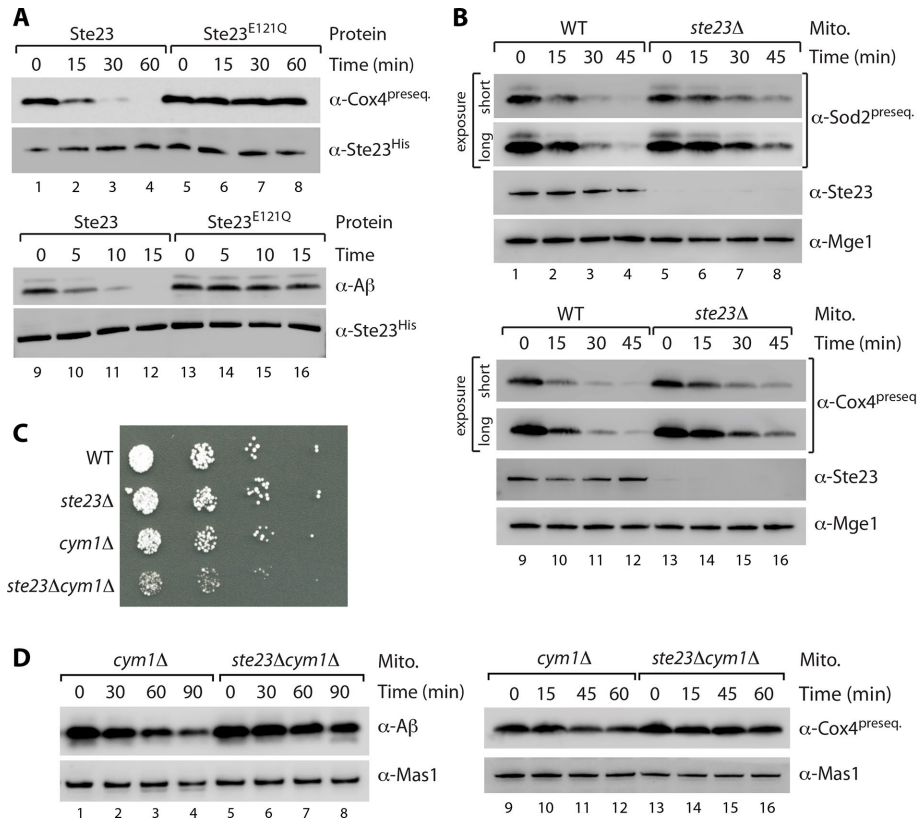 A
Ste23 Ste23E121Q Protein
0 15 30 60 0 15 30 60 Time (min)
α-Cox4preseq.
α-Ste23His
1 2 3 4 5 6 7 8
Ste23 Ste23E121Q Protein
0 5 10 15 0 5 10 15 Time
α-Aβ
α-Ste23His
9 10 11 12 13 14 15 16
B
WT ste23Δ Mito.
0 15 30 45 0 15 30 45 Time (min)
exposure
short
long
α-Sod2preseq.
α-Ste23
α-Mge1
1 2 3 4 5 6 7 8
WT ste23Δ Mito.
0 15 30 45 0 15 30 45 Time (min)
exposure
short
long
α-Cox4preseq
α-Ste23
α-Mge1
9 10 11 12 13 14 15 16
C
WT
ste23Δ
cym1Δ
ste23Δcym1Δ
D
cym1Δ ste23Δcym1Δ Mito.
0 30 60 90 0 30 60 90 Time (min)
α-Aβ
α-Mas1
1 2 3 4 5 6 7 8
cym1Δ ste23Δcym1Δ Mito.
0 15 45 60 0 15 45 60 Time (min)
α-Cox4preseq.
α-Mas1
9 10 11 12 13 14 15 16